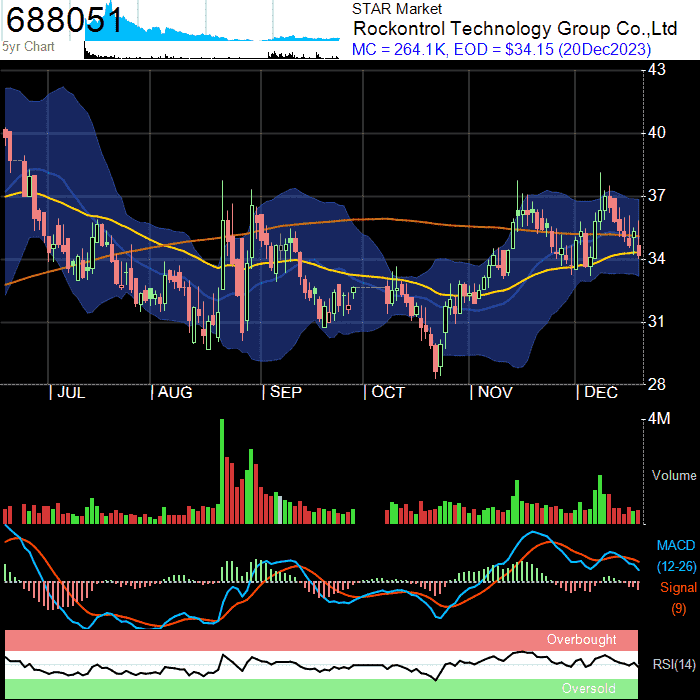 688051
5yr Chart
STAR Market
Rockontrol Technology Group Co.,Ltd
MC = 264.1K, EOD = $34.15 (20Dec2023)
43
40
37
34
31
28
JUL
AUG
SEP
OCT
NOV
DEC
4M
Volume
MACD
(12-26)
Signal
(9)
Overbought
RSI(14)
Oversold